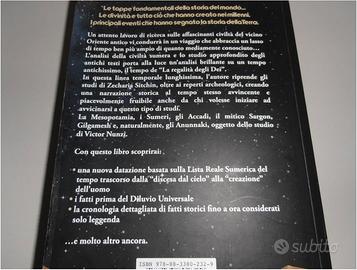 "Le tappe fondamentali della storia del mondo...
Le divinità e tutto ciò che hanno creato nei millenni.
I principali eventi che hanno segnato la storia della Terra.
Un attento lavoro di ricerca sulle affascinanti civiltà del vicino
Oriente antico vi condurrà in un viaggio che abbraccia un lasso
di tempo ben più ampio di quanto mediamente conosciuto...
L'analisi della civiltà sumera e lo studio approfondito degli
antichi testi porta alla luce un'analisi brillante su un tempo
antichissimo, il tempo de "La regalità degli Dei".
In questa linea temporale lunghissima, l'autore riprende gli
studi di Zecharia Sitchin, oltre ai reperti archeologici, creando
una narrazione storica al tempo stesso avvincente e
piacevolmente fruibile anche da chi volesse iniziare ad
avvicinarsi a questo tipo di studi.
La Mesopotamia, i Sumeri, gli Accadi, il mitico Sargon,
Gilgamesh e, naturalmente, gli Anunnaki, oggetto dello studio
di Victor Nunzi.
Con questo libro scoprirai:
una nuova datazione basata sulla Lista Reale Sumerica del
tempo trascorso dalla "discesa dal cielo" alla "creazione"
dell'uomo
i fatti prima del Diluvio Universale
la cronologia dettagliata di fatti storici fino a ora considerati
solo leggenda
...e molto altro ancora.
ISBN 978-88-3380-232-9
subito